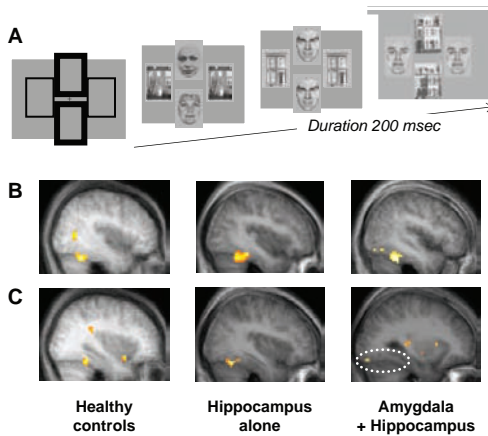 A
Duration 200 msec
B
C
Healthy
controls
Hippocampus
alone
Amygdala
+ Hippocampus